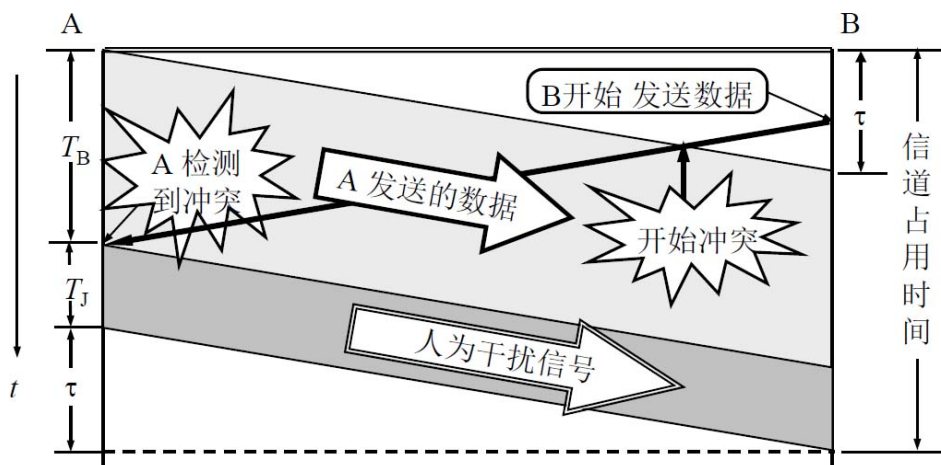 A
B
B开始 发送数据
τ
T_B
A 检测
到冲突
A 发送的数据
开始冲突
信道占用时间
T_J
人为干扰信号
t
τ